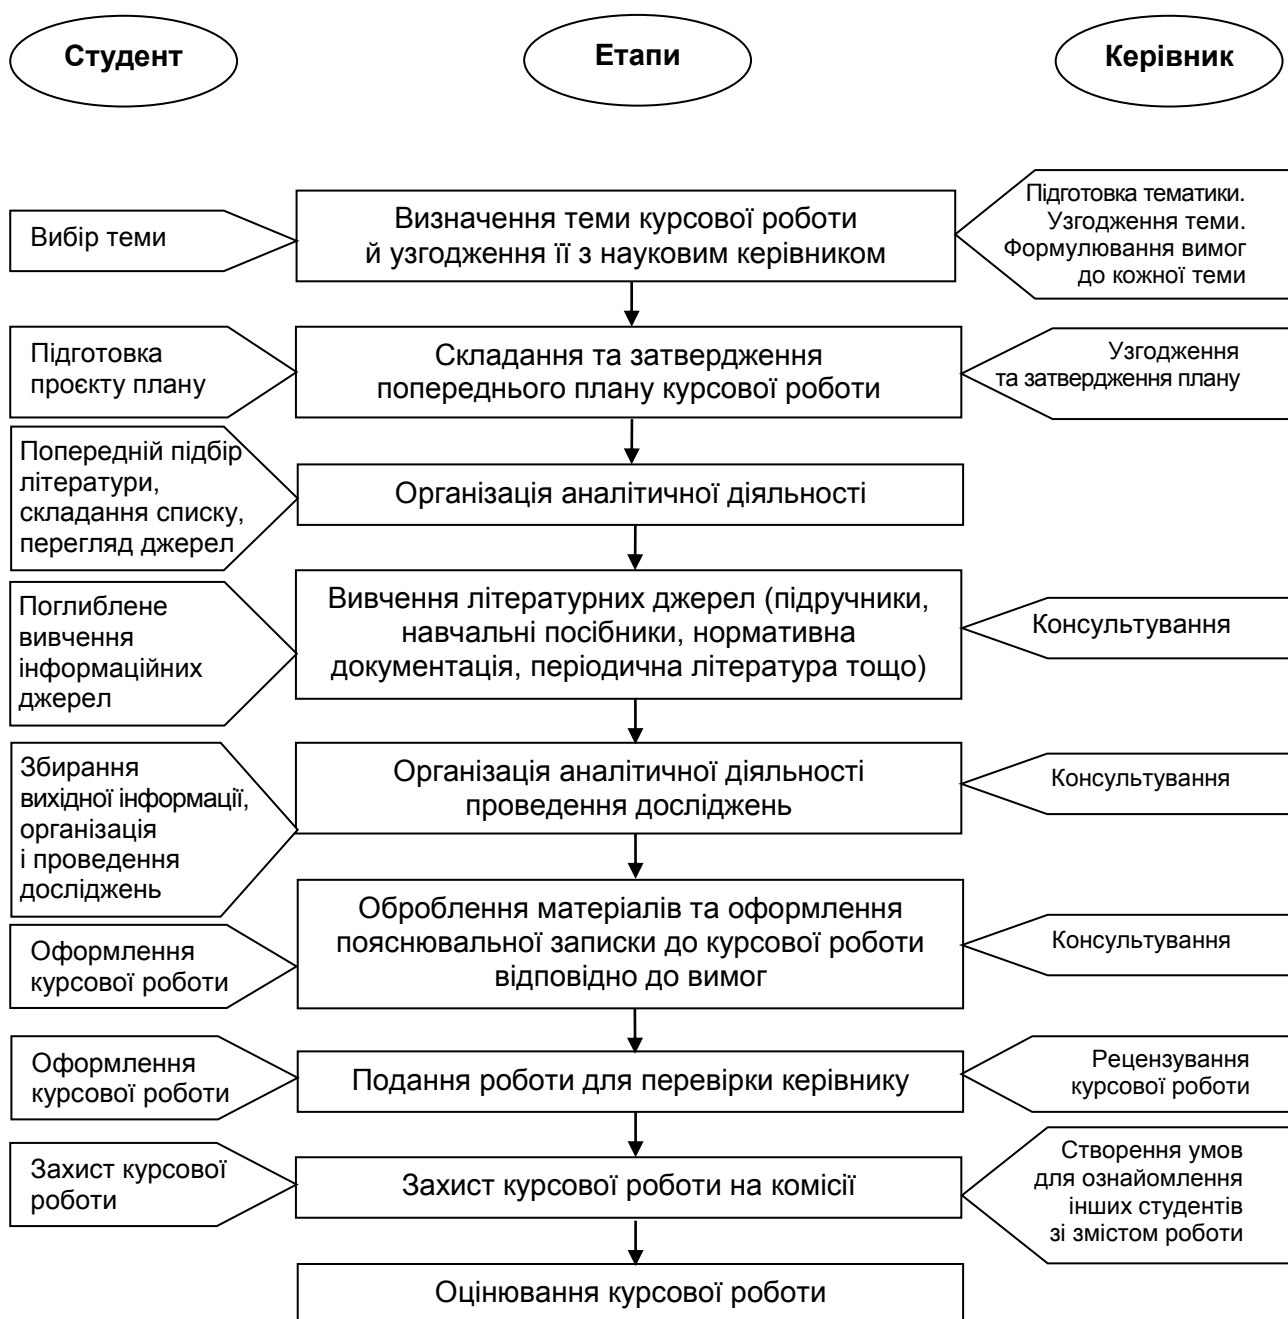 Студент
Етапи
Керівник
Вибір теми
Визначення теми курсової роботи
й узгодження її з науковим керівником
Підготовка тематики.
Узгодження теми.
Формулювання вимог
до кожної теми
Підготовка
проєкту плану
Складання та затвердження
попереднього плану курсової роботи
Узгодження
та затвердження плану
Попередній підбір
літератури,
складання списку,
перегляд джерел
Організація аналітичної діяльності
Поглиблене
вивчення
інформаційних
джерел
Вивчення літературних джерел (підручники,
навчальні посібники, нормативна
документація, періодична література тощо)
Консультування
Збирання
вихідної інформації,
організація
і проведення
досліджень
Організація аналітичної діяльності
проведення досліджень
Консультування
Оформлення
курсової роботи
Оброблення матеріалів та оформлення
пояснювальної записки до курсової роботи
відповідно до вимог
Консультування
Оформлення
курсової роботи
Подання роботи для перевірки керівнику
Рецензування
курсової роботи
Захист курсової
роботи
Захист курсової роботи на комісії
Створення умов
для ознайомлення
інших студентів
зі змістом роботи
Оцінювання курсової роботи